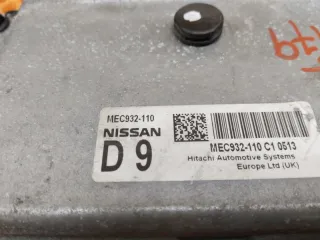 MEC932-110
NISSAN
D 9
MEC932-110 C1 0513
Hitachi Automotive Systems
Europe Ltd (UK)